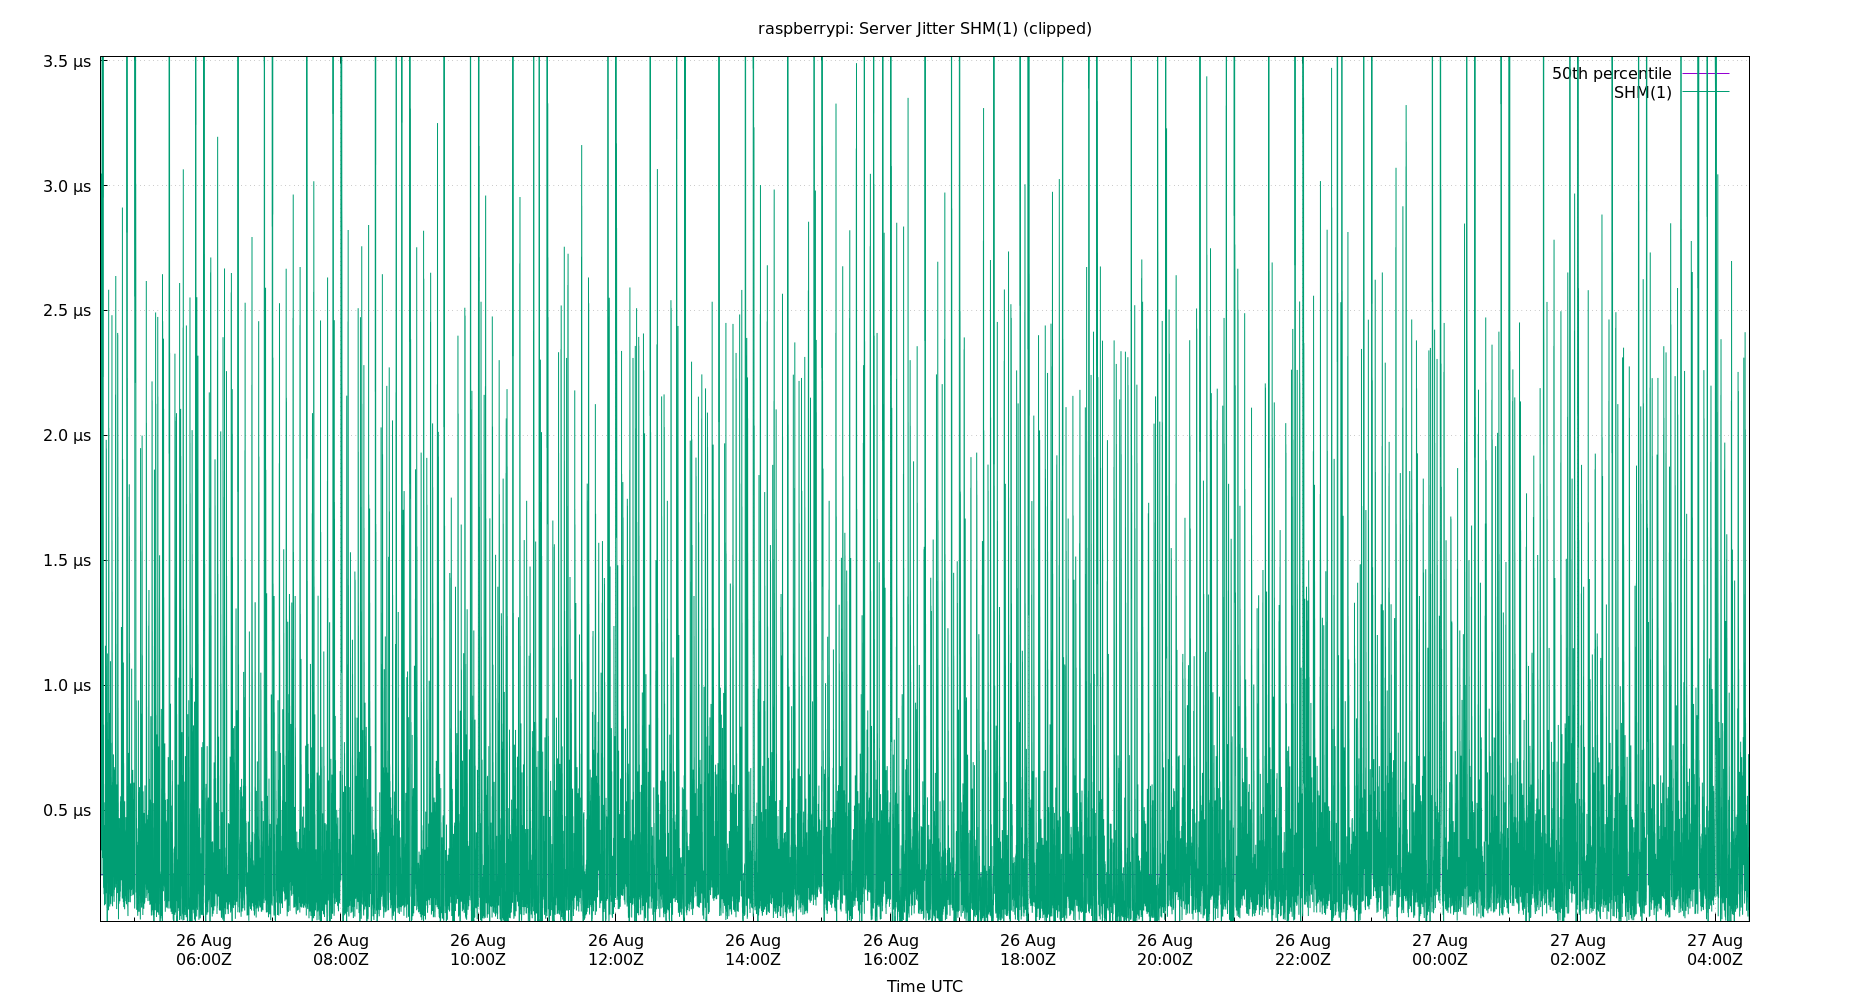 raspberrypi: Server Jitter SHM(1) (clipped)
3.5 µs
50th percentile
SHM(1)
3.0 µs
2.5 µs
2.0 µs
1.5 µs
1.0 µs
0.5 µs
26 Aug 26 Aug 26 Aug 26 Aug 26 Aug 26 Aug 26 Aug 26 Aug 26 Aug 27 Aug 27 Aug 27 Aug
06:00Z 08:00Z 10:00Z 12:00Z 14:00Z 16:00Z 18:00Z 20:00Z 22:00Z 00:00Z 02:00Z 04:00Z
Time UTC